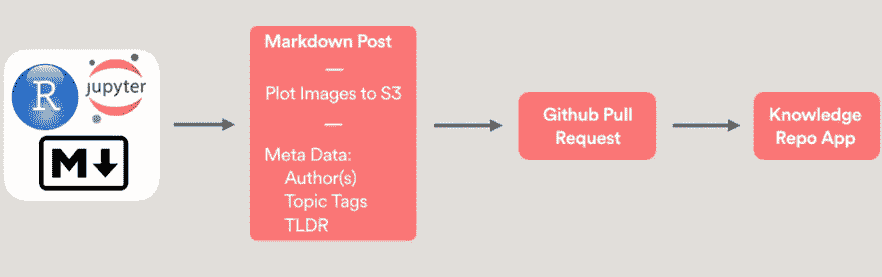 R
jupyter
M
Markdown Post
Plot Images to S3
Meta Data:
Author(s)
Topic Tags
TLDR
Github Pull
Request
Knowledge
Repo App